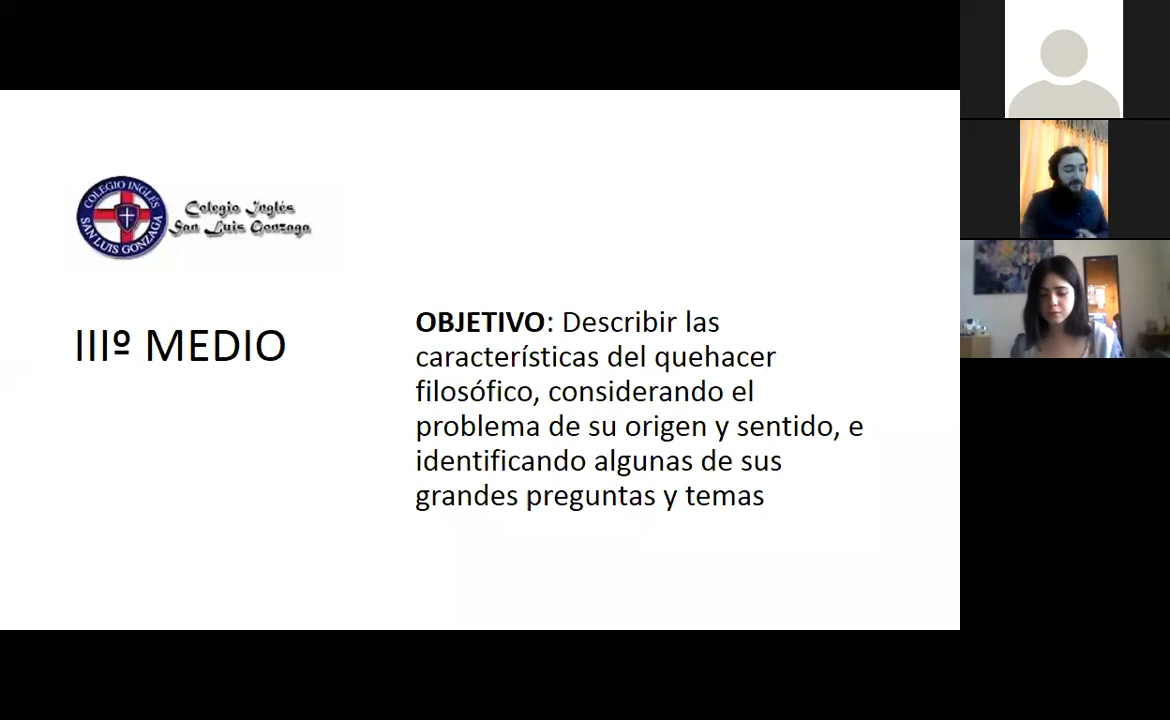 COLEGIO INGLÉS
SAN LUIS GONZAGA
Colegio Inglés
San Luis Gonzaga
IIIº MEDIO
OBJETIVO: Describir las
características del quehacer
filosófico, considerando el
problema de su origen y sentido, e
identificando algunas de sus
grandes preguntas y temas